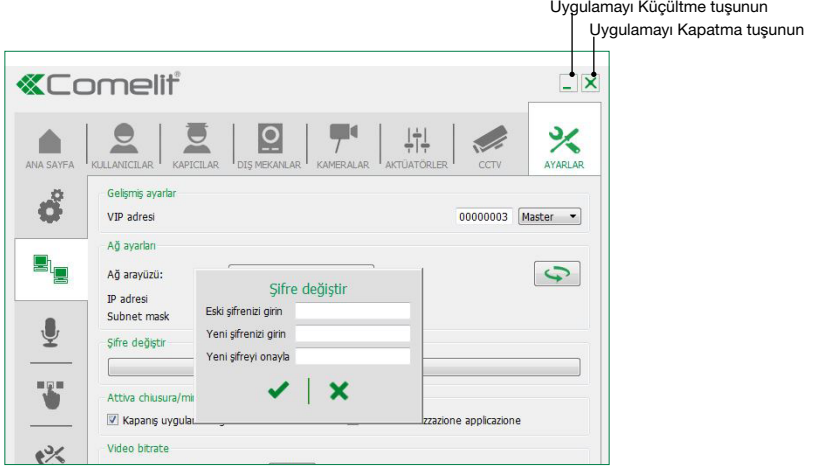 Uygulamayı Küçültme tuşunun
Uygulamayı Kapatma tuşunun
Comelit®
ANA SAYFA KULLANICILAR KAPICILAR DIŞ MEKANLAR KAMERALAR AKTÜATÖRLER CCTV AYARLAR
Gelişmiş ayarlar
VIP adresi 00000003 Master
Ağ ayarları
Ağ arayüzü:
IP adresi
Subnet mask
Şifre değiştir
Eski şifrenizi girin
Yeni şifrenizi girin
Yeni şifreyi onayla
Şifre değiştir
Attiva chiusura/mi
Kapanış uygula zzazione applicazione
Video bitrate